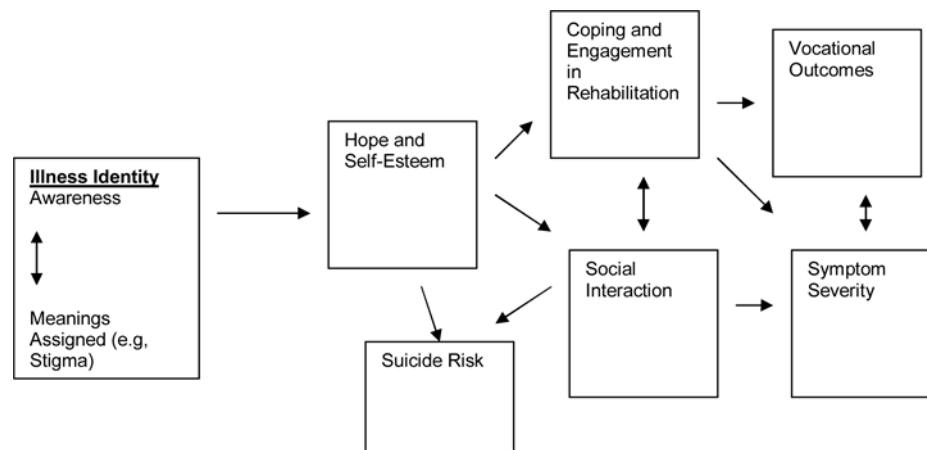 Illness Identity
Awareness
Meanings
Assigned (e.g,
Stigma)
Hope and
Self-Esteem
Suicide Risk
Coping and
Engagement
in
Rehabilitation
Social
Interaction
Vocational
Outcomes
Symptom
Severity